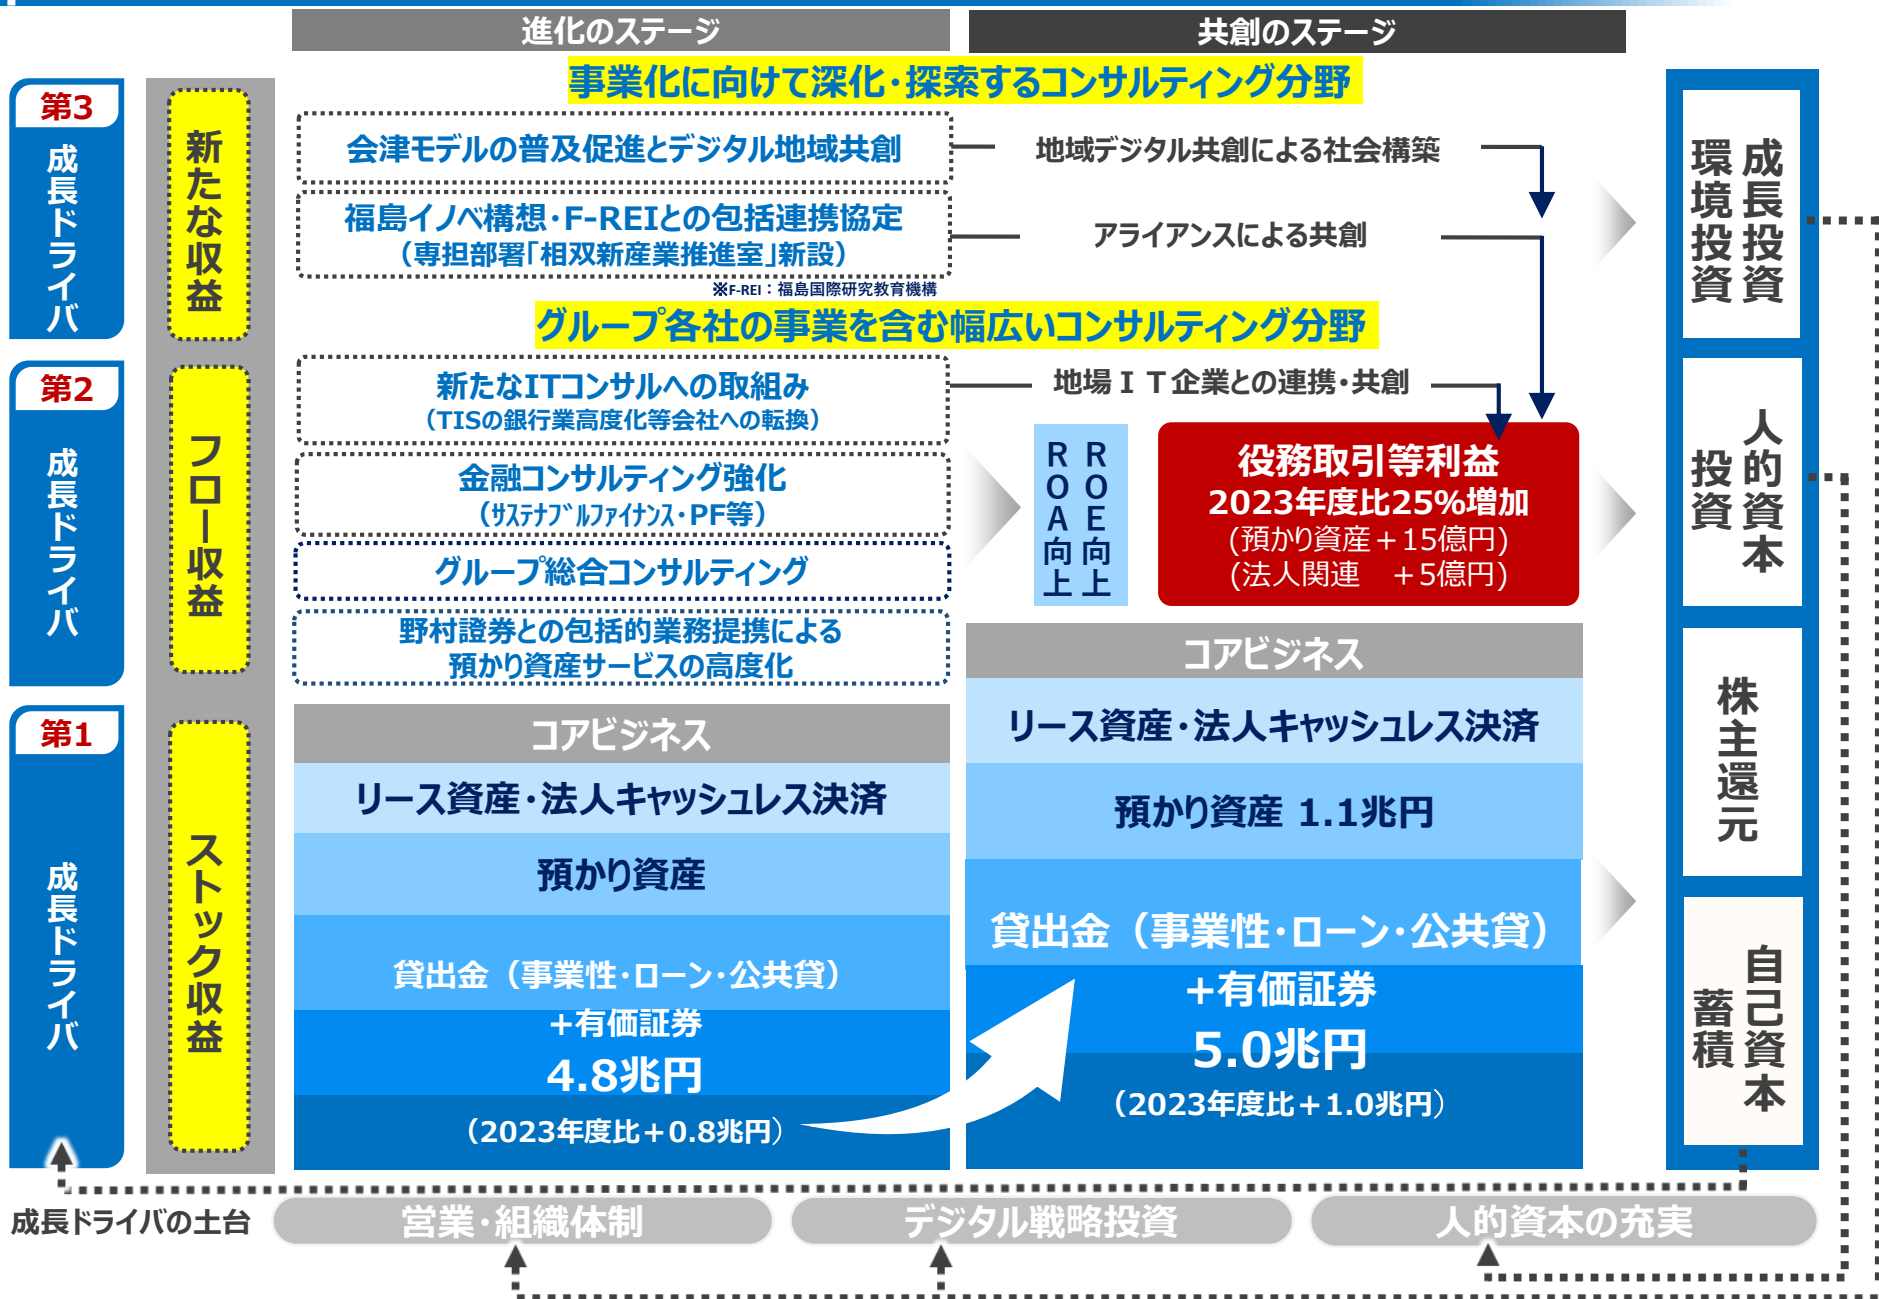 進化のステージ
共創のステージ
事業化に向けて深化・探索するコンサルティング分野
第3
成長ドライバ
新たな収益
会津モデルの普及促進とデジタル地域共創
地域デジタル共創による社会構築
福島イノベ構想・F-REIとの包括連携協定
（専担部署「相双新産業推進室」新設）
アライアンスによる共創
※F-REI：福島国際研究教育機構
グループ各社の事業を含む幅広いコンサルティング分野
第2
成長ドライバ
フロー収益
新たなITコンサルへの取組み
（TISの銀行業高度化等会社への転換）
地場ＩＴ企業との連携・共創
金融コンサルティング強化
（ｻｽﾃﾅﾌﾞﾙﾌｧｲﾅﾝｽ・PF等）
グループ総合コンサルティング
野村證券との包括的業務提携による
預かり資産サービスの高度化
ＲＯＥ向上
ＲＯＡ向上
役務取引等利益
2023年度比25%増加
(預かり資産＋15億円)
(法人関連　＋5億円)
第1
成長ドライバ
ストック収益
コアビジネス
リース資産・法人キャッシュレス決済
預かり資産
貸出金（事業性・ローン・公共貸）
+有価証券
4.8兆円
（2023年度比＋0.8兆円）
コアビジネス
リース資産・法人キャッシュレス決済
預かり資産 1.1兆円
貸出金（事業性・ローン・公共貸）
+有価証券
5.0兆円
（2023年度比＋1.0兆円）
成長投資
環境投資
人的資本
投資
株主還元
自己資本
蓄積
成長ドライバの土台
営業・組織体制
デジタル戦略投資
人的資本の充実